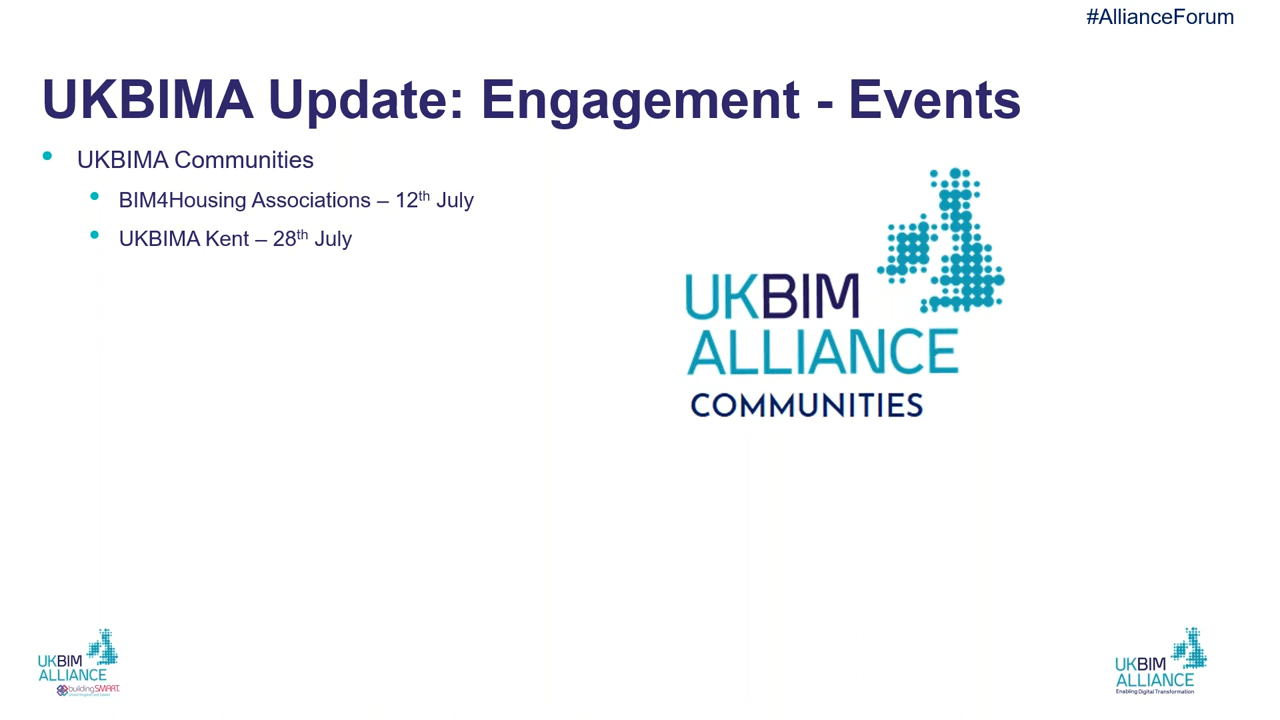 #AllianceForum
UKBIMA Update: Engagement - Events
• UKBIMA Communities
• BIM4Housing Associations – 12th July
• UKBIMA Kent – 28th July
UKBIM
ALLIANCE
COMMUNITIES
UKBIM
ALLIANCE
buildingSMART
UKBIM
ALLIANCE
Enabling Digital Transformation